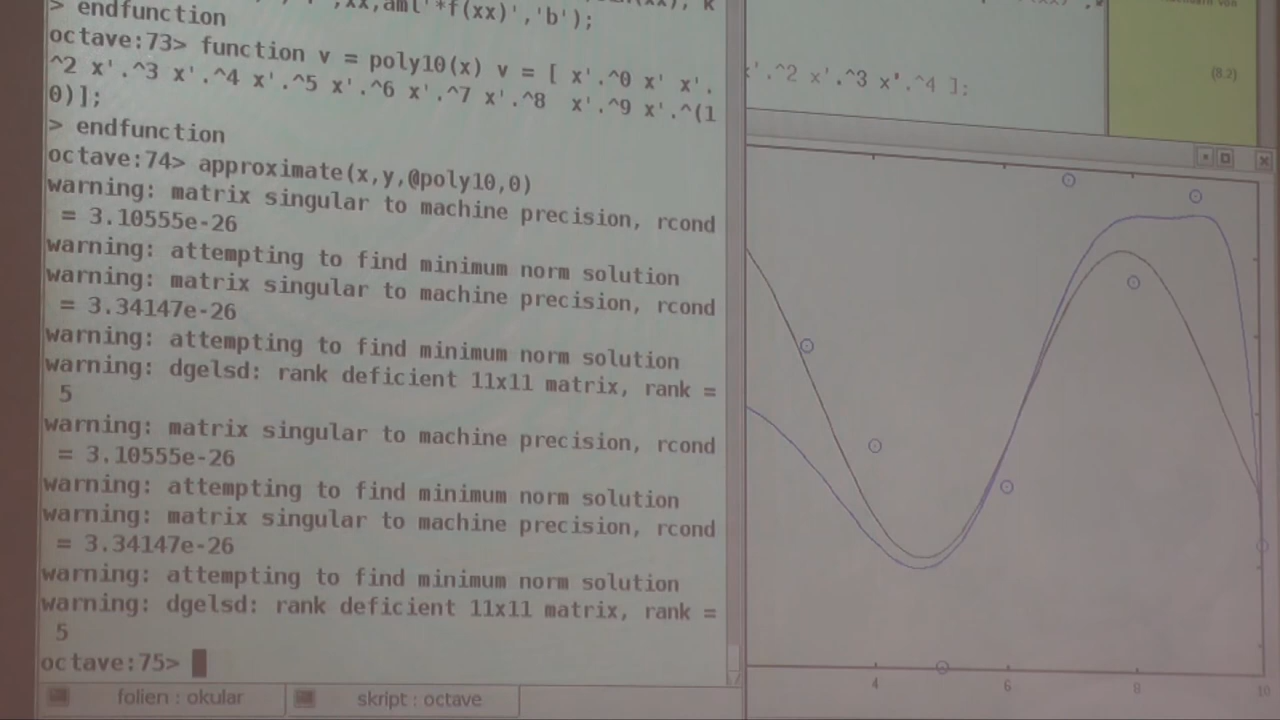 ,xx,aml'*f(xx)','b');
> endfunction
octave:73> function v = poly10(x) v = [ x'.^0 x' x'.
^2 x'.^3 x'.^4 x'.^5 x'.^6 x'.^7 x'.^8  x'.^9 x'.^(1
0)];
> endfunction
octave:74> approximate(x,y,@poly10,0)
warning: matrix singular to machine precision, rcond
= 3.10555e-26
warning: attempting to find minimum norm solution
warning: matrix singular to machine precision, rcond
= 3.34147e-26
warning: attempting to find minimum norm solution
warning: dgelsd: rank deficient 11x11 matrix, rank =
5
warning: matrix singular to machine precision, rcond
= 3.10555e-26
warning: attempting to find minimum norm solution
warning: matrix singular to machine precision, rcond
= 3.34147e-26
warning: attempting to find minimum norm solution
warning: dgelsd: rank deficient 11x11 matrix, rank =
5
octave:75>
folien : okular
skript : octave
'.^2 x'.^3 x'.^4 ];
(8.2)
4 6 8 10